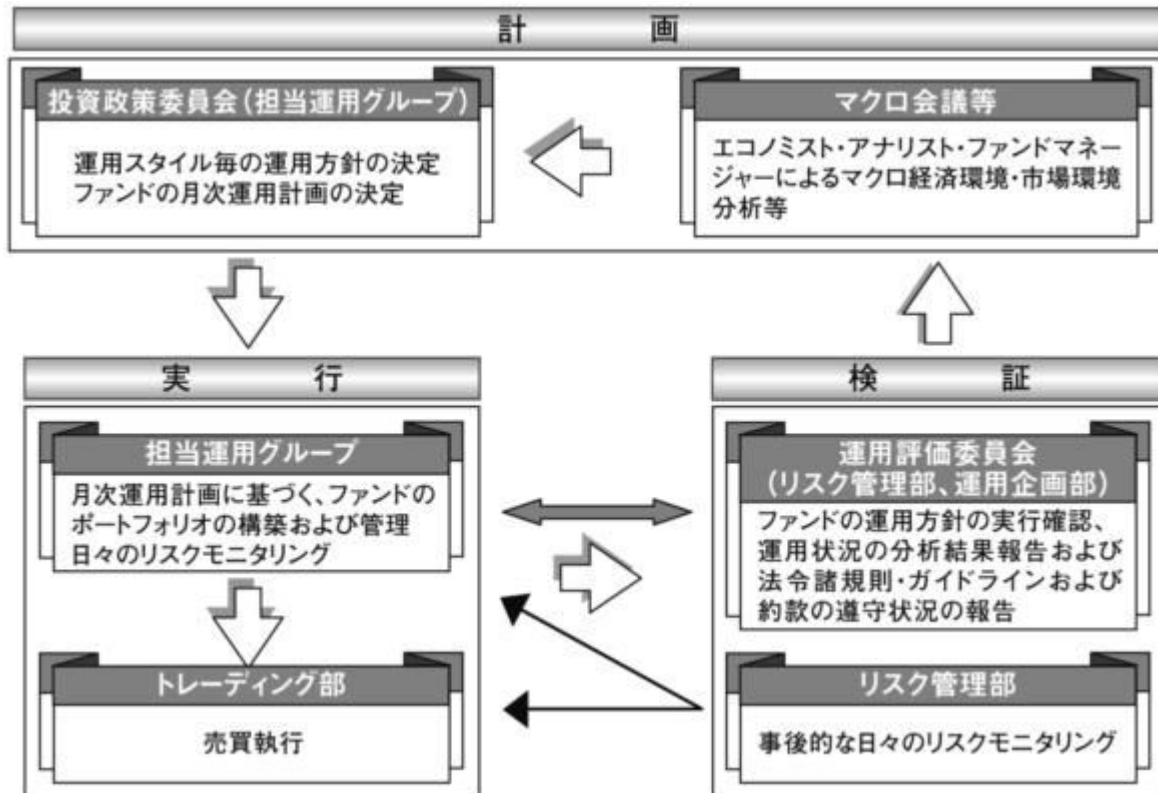 計画
投資政策委員会(担当運用グループ)
運用スタイル毎の運用方針の決定
ファンドの月次運用計画の決定
マクロ会議等
エコノミスト・アナリスト・ファンドマネー
ジャーによるマクロ経済環境・市場環境
分析等
実行
担当運用グループ
月次運用計画に基づく、ファンドの
ポートフォリオの構築および管理
日々のリスクモニタリング
トレーディング部
売買執行
検証
運用評価委員会
(リスク管理部、運用企画部)
ファンドの運用方針の実行確認、
運用状況の分析結果報告および
法令諸規則・ガイドラインおよび
約款の遵守状況の報告
リスク管理部
事後的な日々のリスクモニタリング